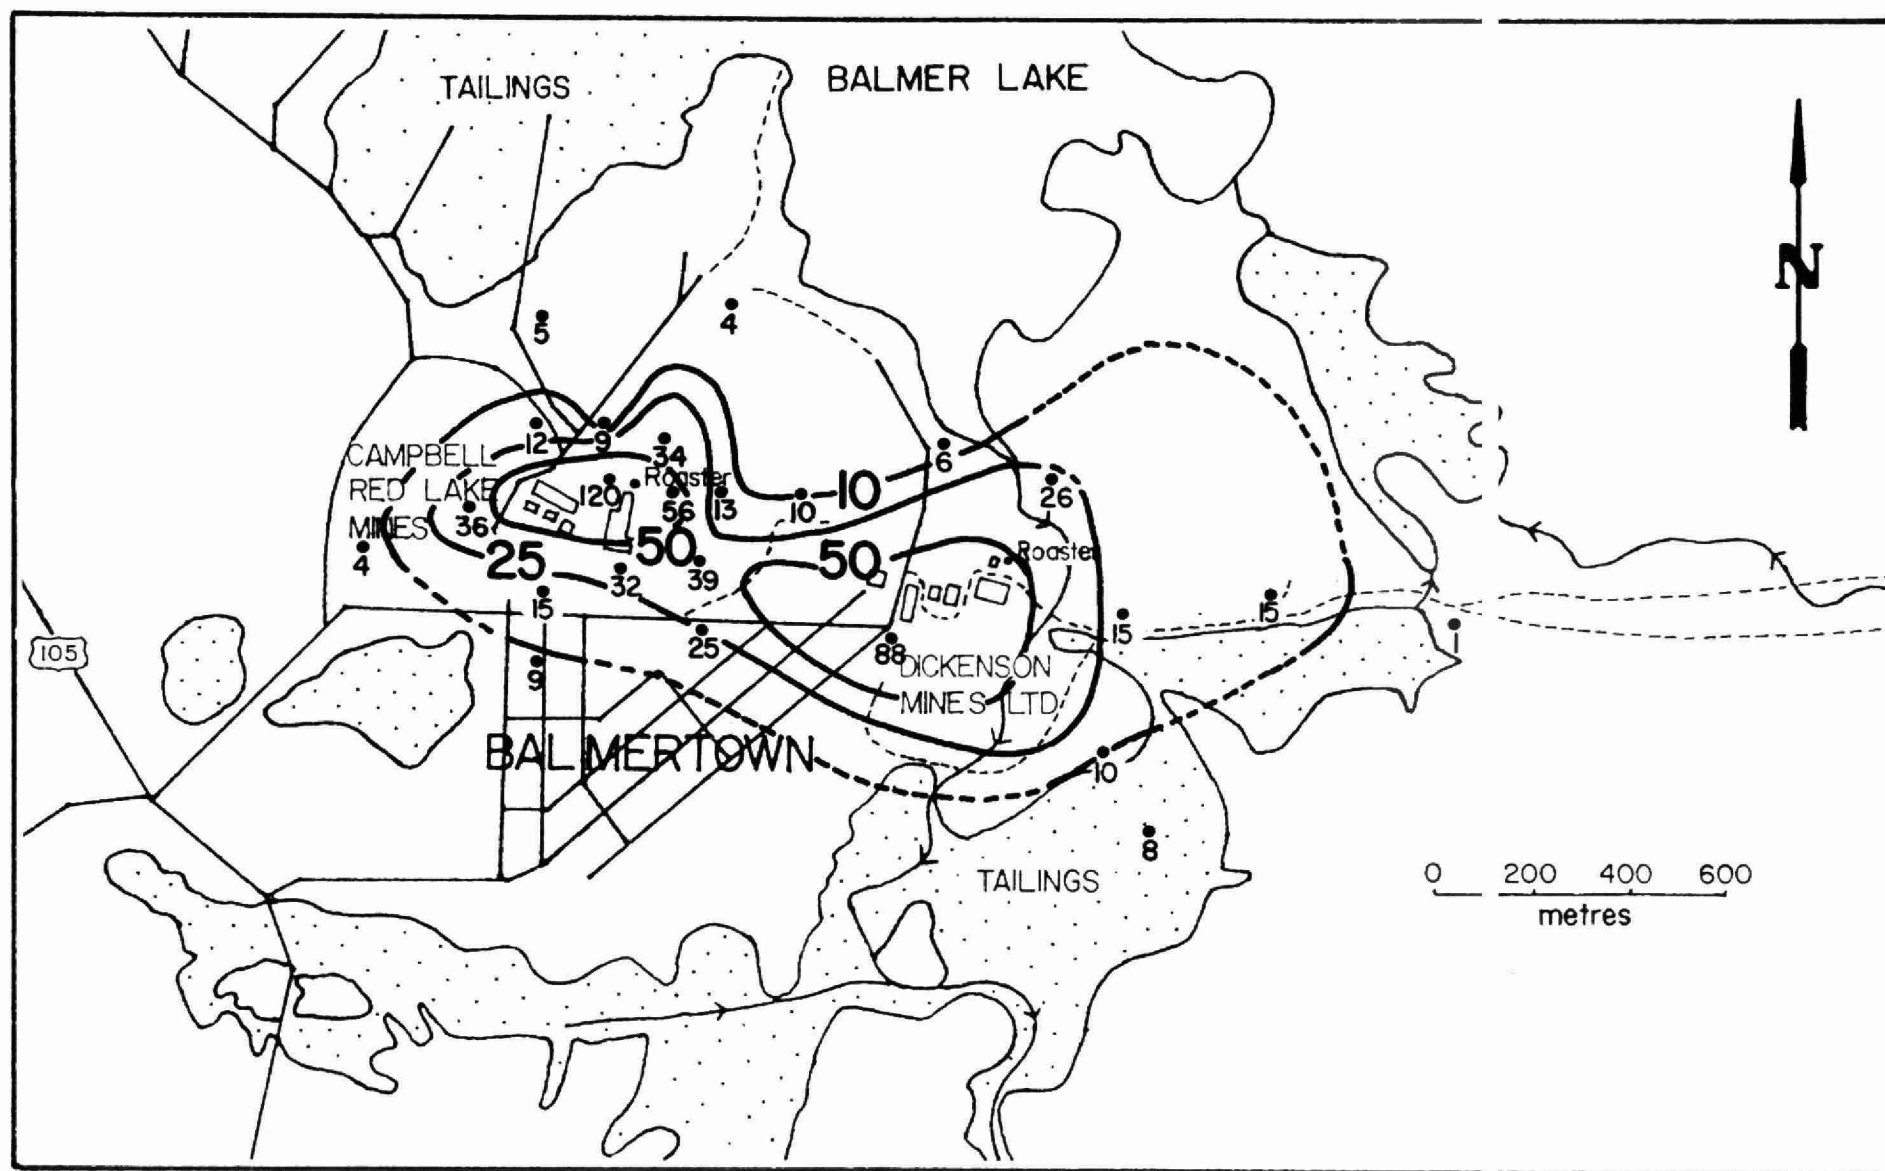 BALMER LAKE
TAILINGS
N
4
5
12
9
34
6
CAMPBELL
RED LAKE
MINES
Roaster
120
56
13
10
10
26
36
4
25
50
50
Roaster
32
39
15
15
15
1
25
88
105
9
DICKENSON
MINES LTD
BALMERTOWN
10
8
TAILINGS
0 200 400 600
metres